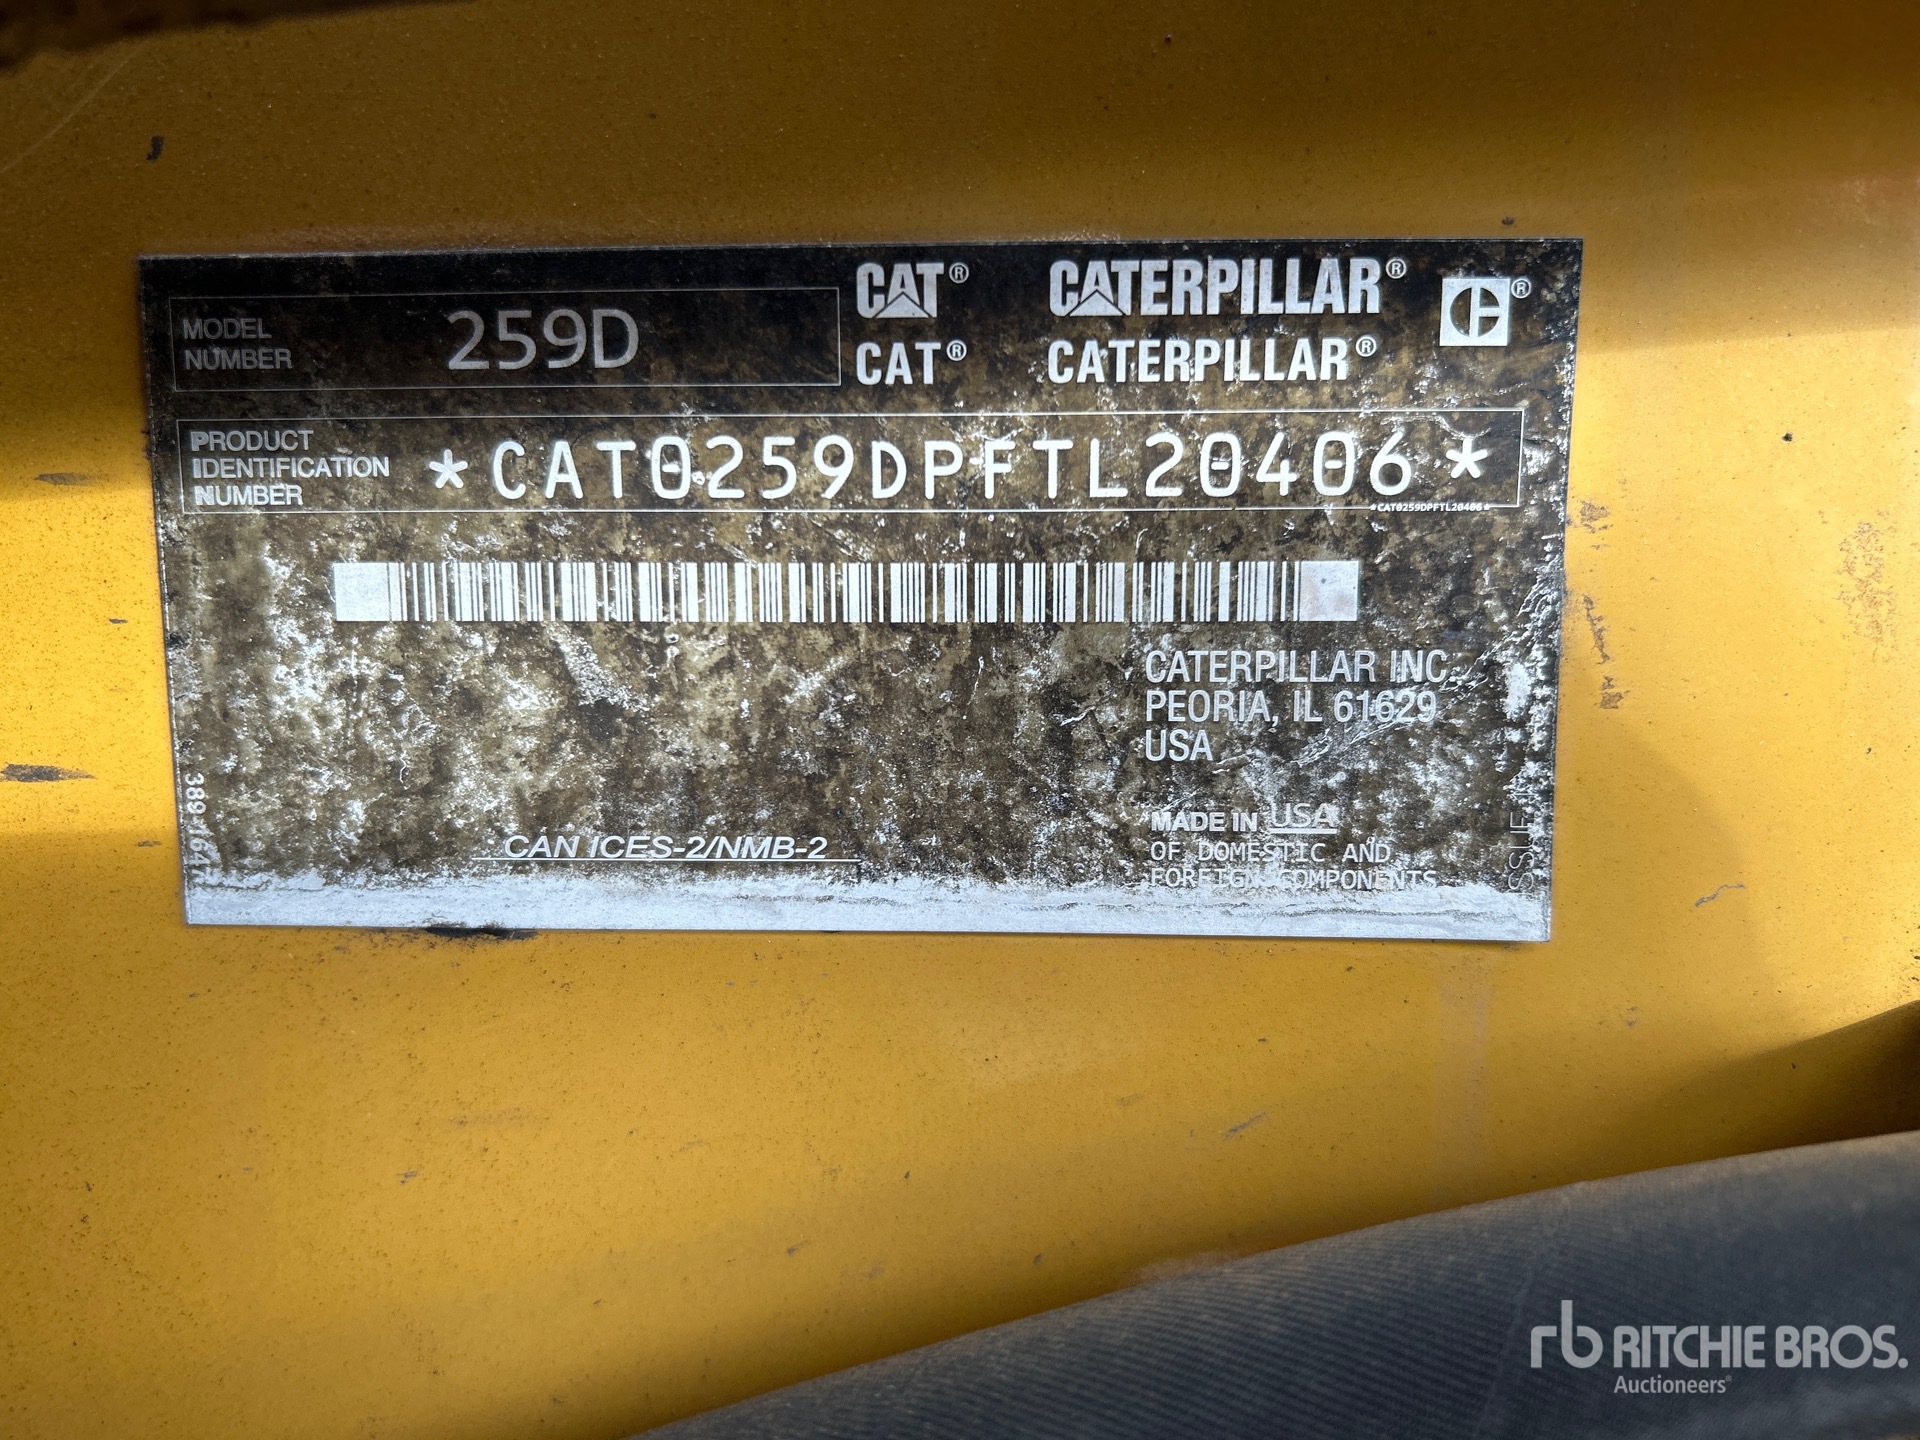 MODEL
NUMBER
259D
CAT® CATERPILLAR® ®
CAT® CATERPILLAR®
PRODUCT
IDENTIFICATION
NUMBER
*CAT0259DPFTL20406*
*CAT0259DPFTL20406*
CATERPILLAR INC.
PEORIA, IL 61629
USA
MADE IN USA
OF DOMESTIC AND
FOREIGN COMPONENTS
CAN ICES-2/NMB-2
rb RITCHIE BROS.
Auctioneers®